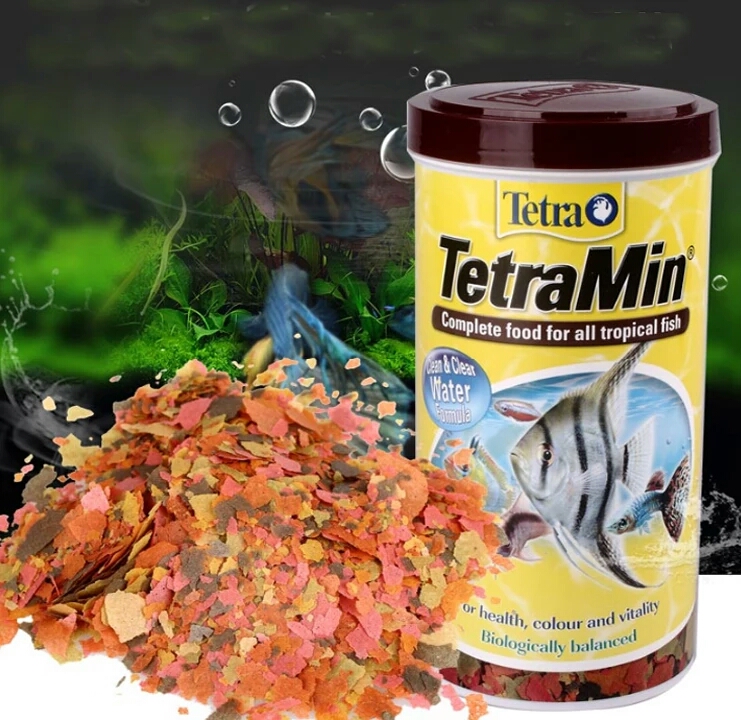 Tetra
TetraMin®
Complete food for all tropical fish
Clean & Clear
Water
Formula
or health, colour and vitality
Biologically balanced